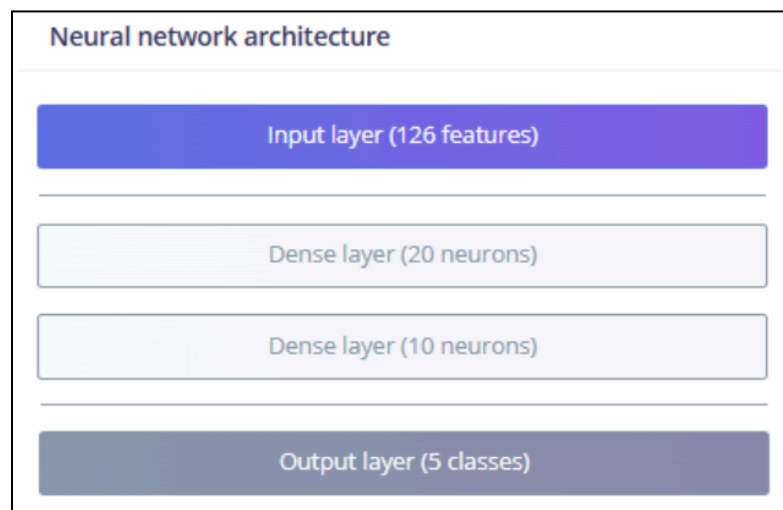 Neural network architecture
Input layer (126 features)
Dense layer (20 neurons)
Dense layer (10 neurons)
Output layer (5 classes)